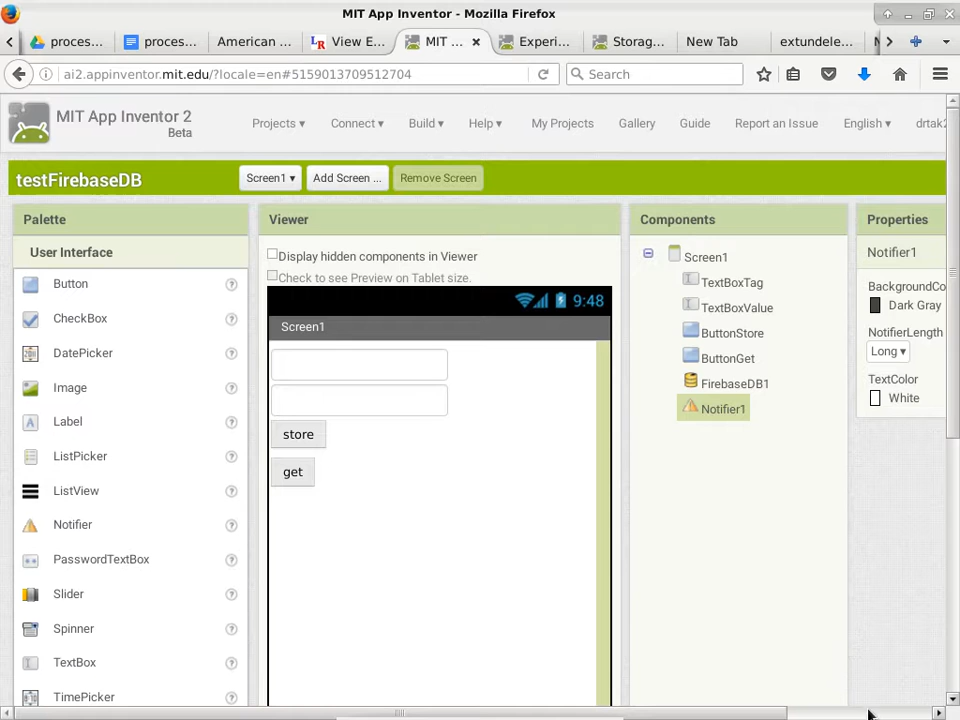 MIT App Inventor 2 - Mozilla Firefox
proces... proces... American ... View E... MIT ... Experi... Storag... New Tab extundele...
ai2.appinventor.mit.edu/?locale=en#5159013709512704 Search
MIT App Inventor 2
Beta
Projects Connect Build Help My Projects Gallery Guide Report an Issue English drtak2
testFirebaseDB Screen1 Add Screen ... Remove Screen
Palette Viewer Components Properties
User Interface
Button
CheckBox
DatePicker
Image
Label
ListPicker
ListView
Notifier
PasswordTextBox
Slider
Spinner
TextBox
TimePicker
Display hidden components in Viewer
Check to see Preview on Tablet size.
9:48
Screen1
store
get
Screen1
TextBoxTag
TextBoxValue
ButtonStore
ButtonGet
FirebaseDB1
Notifier1
Notifier1
BackgroundCo
Dark Gray
NotifierLength
Long
TextColor
White